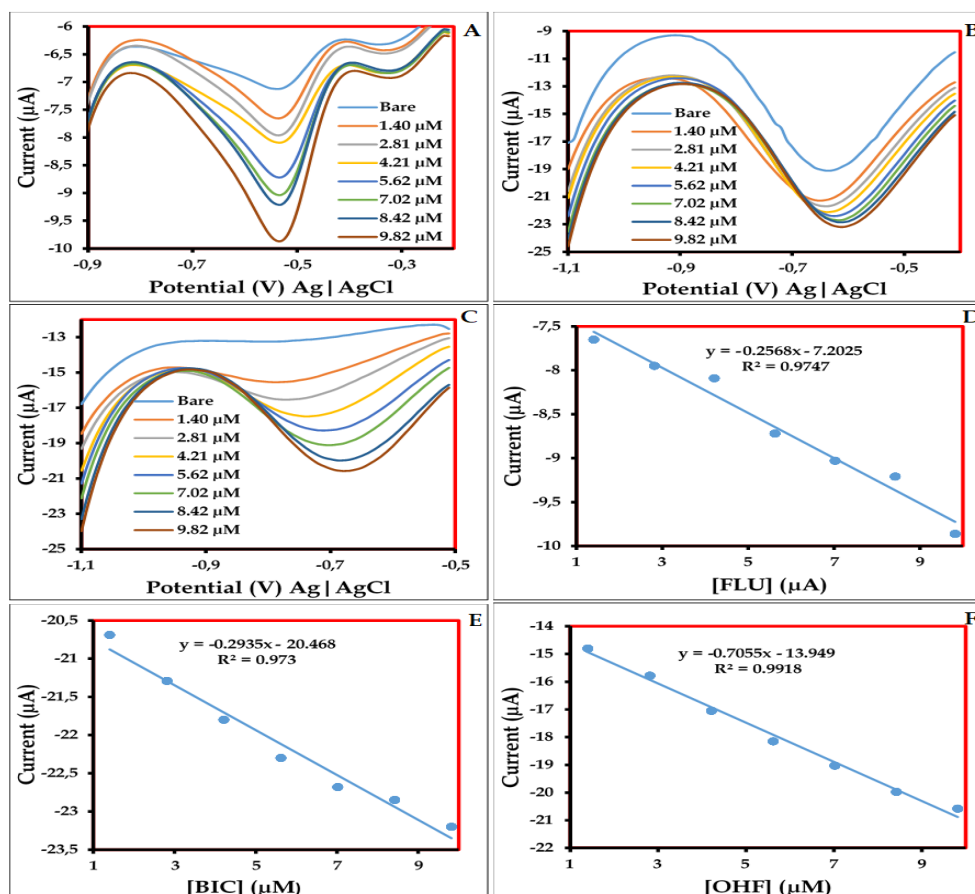 A
-6
-6,5
-7
-7,5
-8
-8,5
-9
-9,5
-10
Current (µA)
Bare
1.40 µM
2.81 µM
4.21 µM
5.62 µM
7.02 µM
8.42 µM
9.82 µM
-0,9
-0,7
-0,5
-0,3
Potential (V) Ag|AgCl
B
-9
-11
-13
-15
-17
-19
-21
-23
-25
Current (µA)
Bare
1.40 µM
2.81 µM
4.21 µM
5.62 µM
7.02 µM
8.42 µM
9.82 µM
-1,1
-0,9
-0,7
-0,5
Potential (V) Ag|AgCl
C
-13
-15
-17
-19
-21
-23
-25
Current (µA)
Bare
1.40 µM
2.81 µM
4.21 µM
5.62 µM
7.02 µM
8.42 µM
9.82 µM
-1,1
-0,9
-0,7
-0,5
Potential (V) Ag|AgCl
D
-7,5
-8
-8,5
-9
-9,5
-10
Current (µA)
y = -0.2568x - 7.2025
R² = 0.9747
1
3
5
7
9
[FLU] (µA)
E
-20,5
-21
-21,5
-22
-22,5
-23
-23,5
Current (µA)
y = -0.2935x - 20.468
R² = 0.973
1
3
5
7
9
[BIC] (µM)
F
-14
-15
-16
-17
-18
-19
-20
-21
-22
Current (µA)
y = -0.7055x - 13.949
R² = 0.9918
1
3
5
7
9
[OHF] (µM)